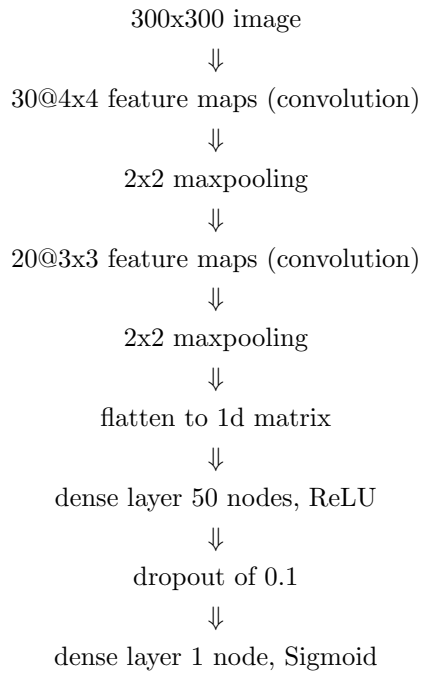 300x300 image
⇓
30@4x4 feature maps (convolution)
⇓
2x2 maxpooling
⇓
20@3x3 feature maps (convolution)
⇓
2x2 maxpooling
⇓
flatten to 1d matrix
⇓
dense layer 50 nodes, ReLU
⇓
dropout of 0.1
⇓
dense layer 1 node, Sigmoid